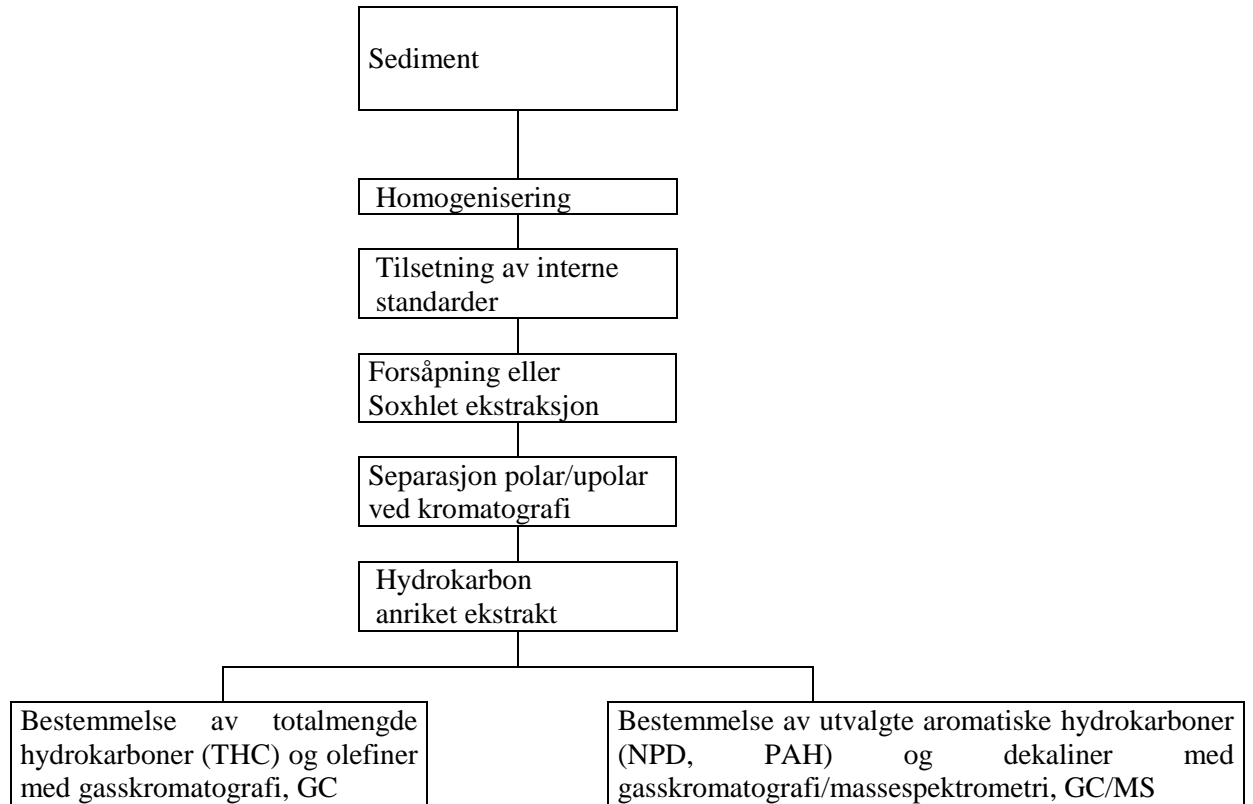 Sediment
Homogenisering
Tilsetning av interne
standarder
Forsåpning eller
Soxhlet ekstraksjon
Separasjon polar/upolar
ved kromatografi
Hydrokarbon
anriket ekstrakt
Bestemmelse av totalmengde
hydrokarboner (THC) og olefiner
med gasskromatografi, GC
Bestemmelse av utvalgte aromatiske hydrokarboner
(NPD, PAH) og dekaliner med
gasskromatografi/massespektrometri, GC/MS